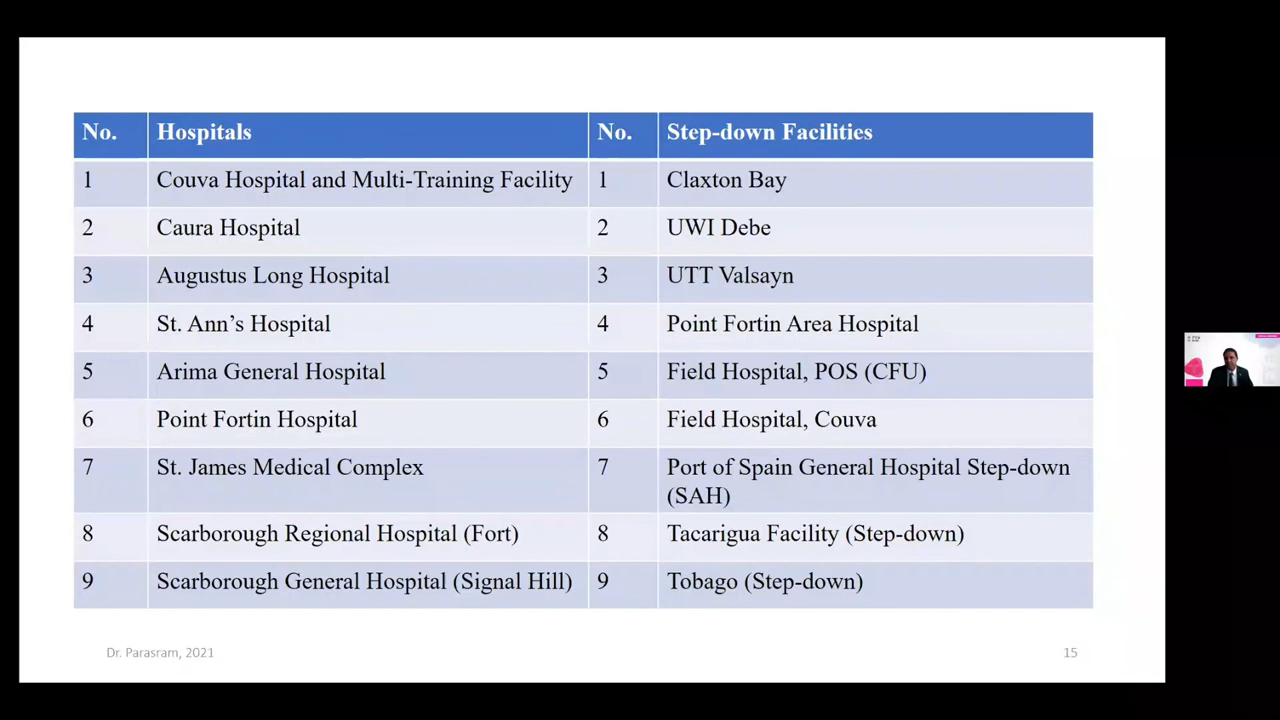 No. Hospitals No. Step-down Facilities
1 Couva Hospital and Multi-Training Facility 1 Claxton Bay
2 Caura Hospital 2 UWI Debe
3 Augustus Long Hospital 3 UTT Valsayn
4 St. Ann’s Hospital 4 Point Fortin Area Hospital
5 Arima General Hospital 5 Field Hospital, POS (CFU)
6 Point Fortin Hospital 6 Field Hospital, Couva
7 St. James Medical Complex 7 Port of Spain General Hospital Step-down
(SAH)
8 Scarborough Regional Hospital (Fort) 8 Tacarigua Facility (Step-down)
9 Scarborough General Hospital (Signal Hill) 9 Tobago (Step-down)
Dr. Parasram, 2021 15